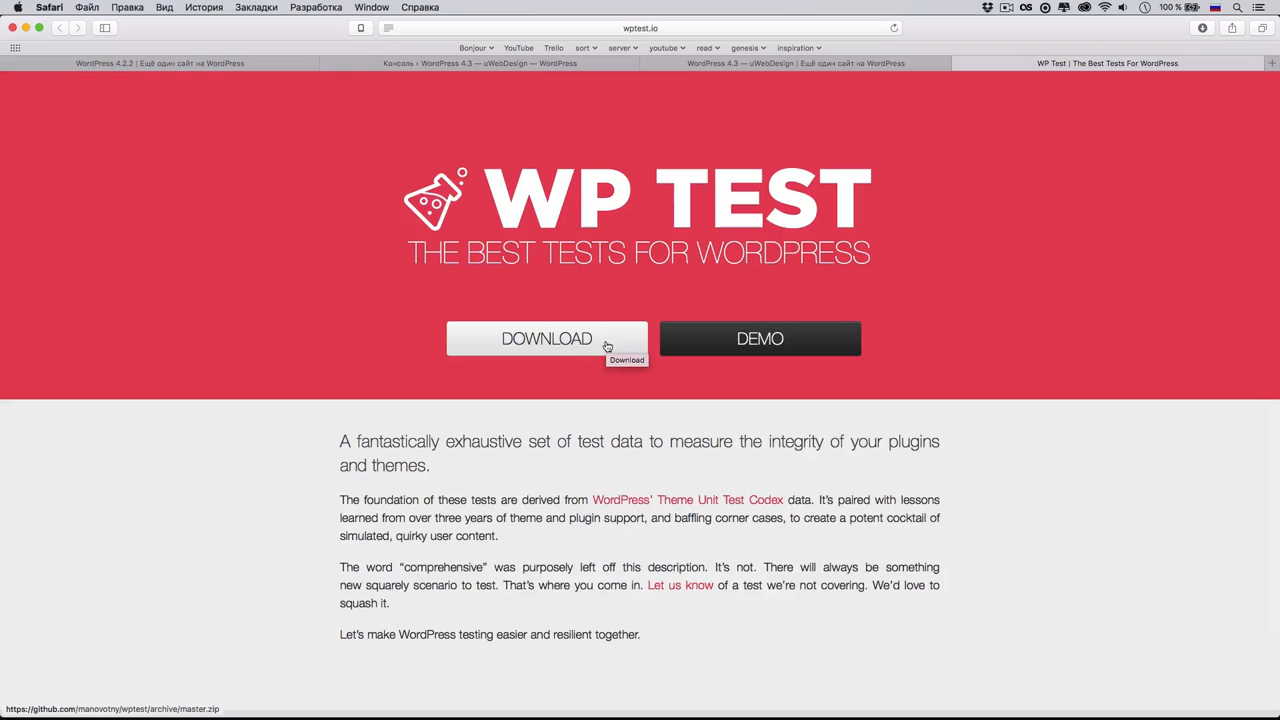 Safari Файл Правка Вид История Закладки Разработка Window Справка 100 %
wptest.io
Bonjour YouTube Trello sort server youtube read genesis inspiration
WordPress 4.2.2 | Ещё один сайт на WordPress Консоль ‹ WordPress 4.3 — uWebDesign — WordPress WordPress 4.3 — uWebDesign | Ещё один сайт на WordPress WP Test | The Best Tests For WordPress
WP TEST
THE BEST TESTS FOR WORDPRESS
DOWNLOAD DEMO
Download
A fantastically exhaustive set of test data to measure the integrity of your plugins
and themes.
The foundation of these tests are derived from WordPress’ Theme Unit Test Codex data. It’s paired with lessons
learned from over three years of theme and plugin support, and baffling corner cases, to create a potent cocktail of
simulated, quirky user content.
The word “comprehensive” was purposely left off this description. It’s not. There will always be something
new squarely scenario to test. That’s where you come in. Let us know of a test we’re not covering. We’d love to
squash it.
Let’s make WordPress testing easier and resilient together.
https://github.com/manovotny/wptest/archive/master.zip